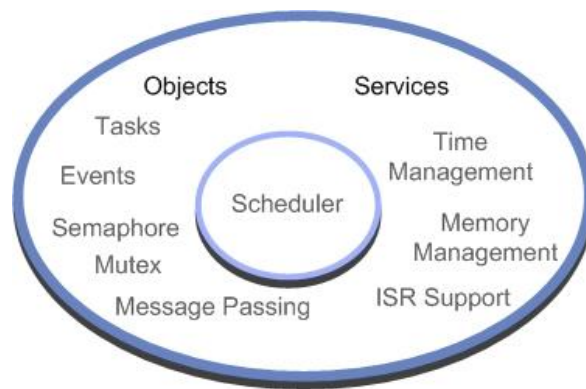 Objects
Services
Tasks
Events
Semaphore
Mutex
Message Passing
Scheduler
Time
Management
Memory
Management
ISR Support